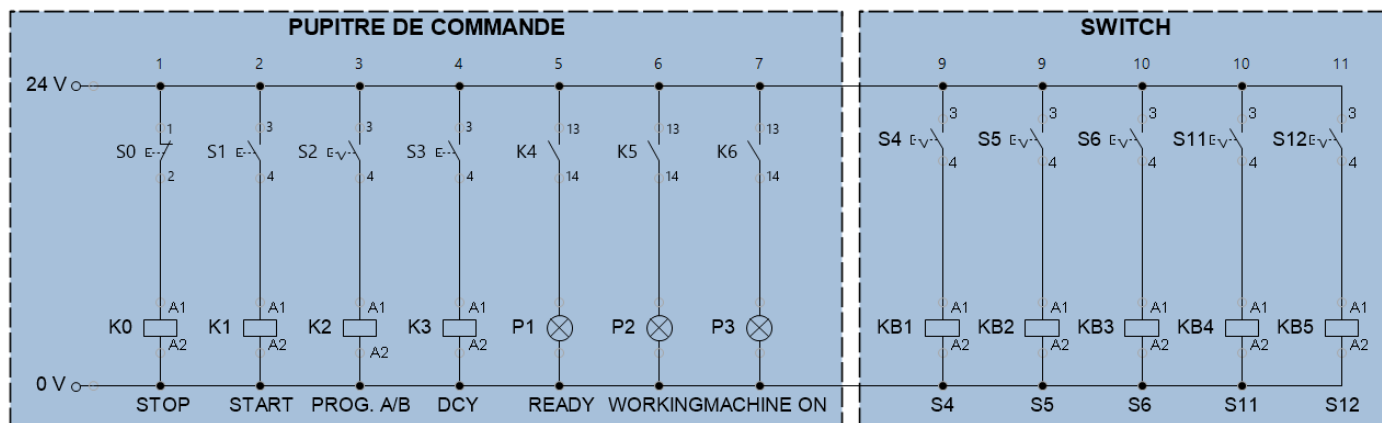 PUPITRE DE COMMANDE SWITCH
1 2 3 4 5 6 7 9 9 10 10 11
24 V
3 3 3 3 3
1 3 3 3 13 13 13
S4 S5 S6 S11 S12
S0 S1 S2 S3 K4 K5 K6
4 4 4 4 4
2 4 4 4 14 14 14
A1 A1 A1 A1 A1 A1 A1 A1 A1
K0 K1 K2 K3 P1 P2 P3 KB1 KB2 KB3 KB4 KB5
A2 A2 A2 A2 A2 A2 A2 A2 A2
0 V
STOP START PROG. A/B DCY READY WORKING MACHINE ON S4 S5 S6 S11 S12